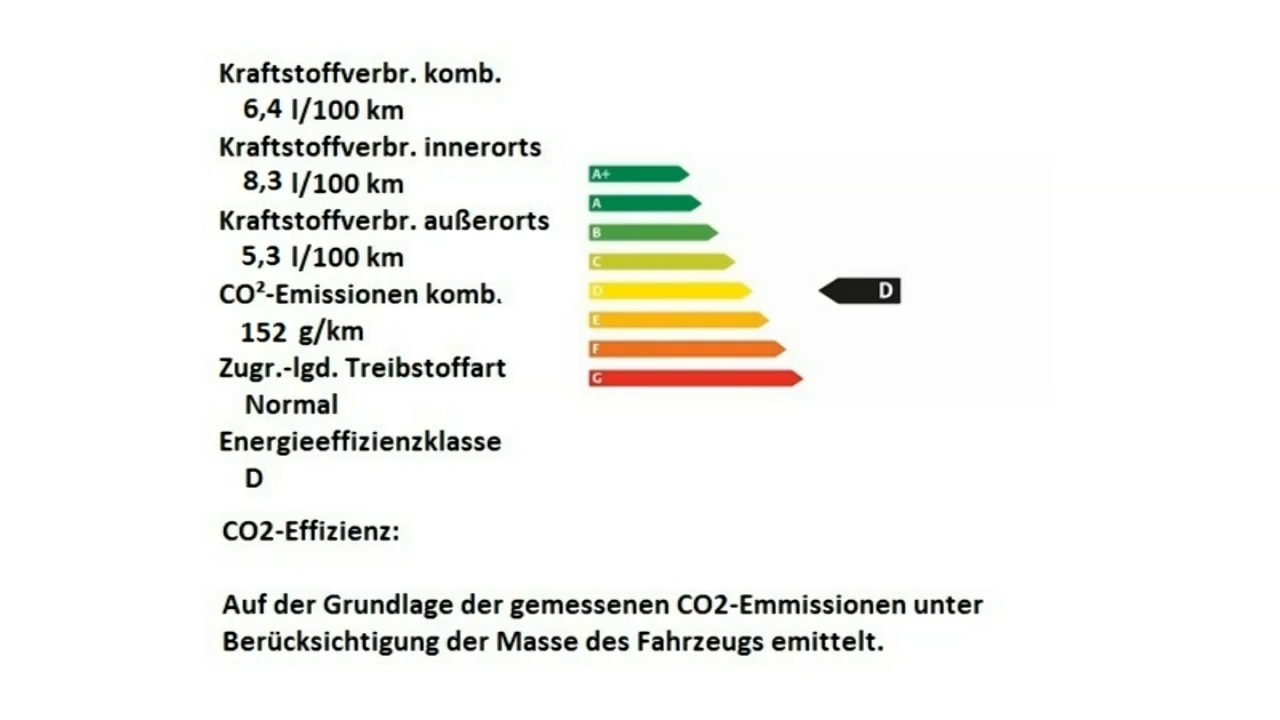 Kraftstoffverbr. komb.
6,4 l/100 km
Kraftstoffverbr. innerorts
8,3 l/100 km
Kraftstoffverbr. außerorts
5,3 l/100 km
CO²-Emissionen komb.
152 g/km
Zugr.-lgd. Treibstoffart
Normal
Energieeffizienzklasse
D
A+
A
B
C
D
D
E
F
G
CO2-Effizienz:
Auf der Grundlage der gemessenen CO2-Emmissionen unter
Berücksichtigung der Masse des Fahrzeugs emittelt.